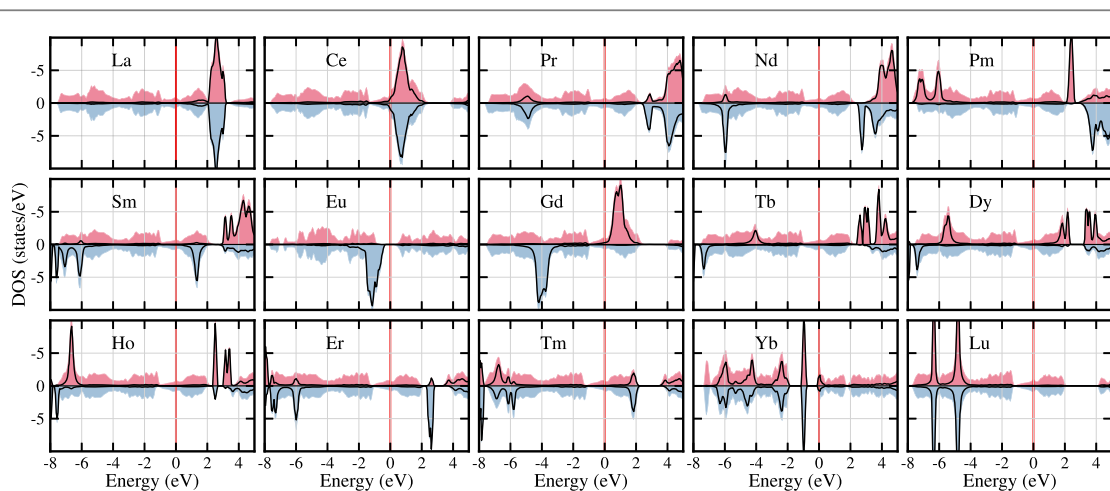 La Ce Pr Nd Pm
-5
0
5
Sm Eu Gd Tb Dy
-5
0
5
DOS (states/eV)
Ho Er Tm Yb Lu
-5
0
5
-8 -6 -4 -2 0 2 4 -8 -6 -4 -2 0 2 4 -8 -6 -4 -2 0 2 4 -8 -6 -4 -2 0 2 4 -8 -6 -4 -2 0 2 4
Energy (eV) Energy (eV) Energy (eV) Energy (eV) Energy (eV)